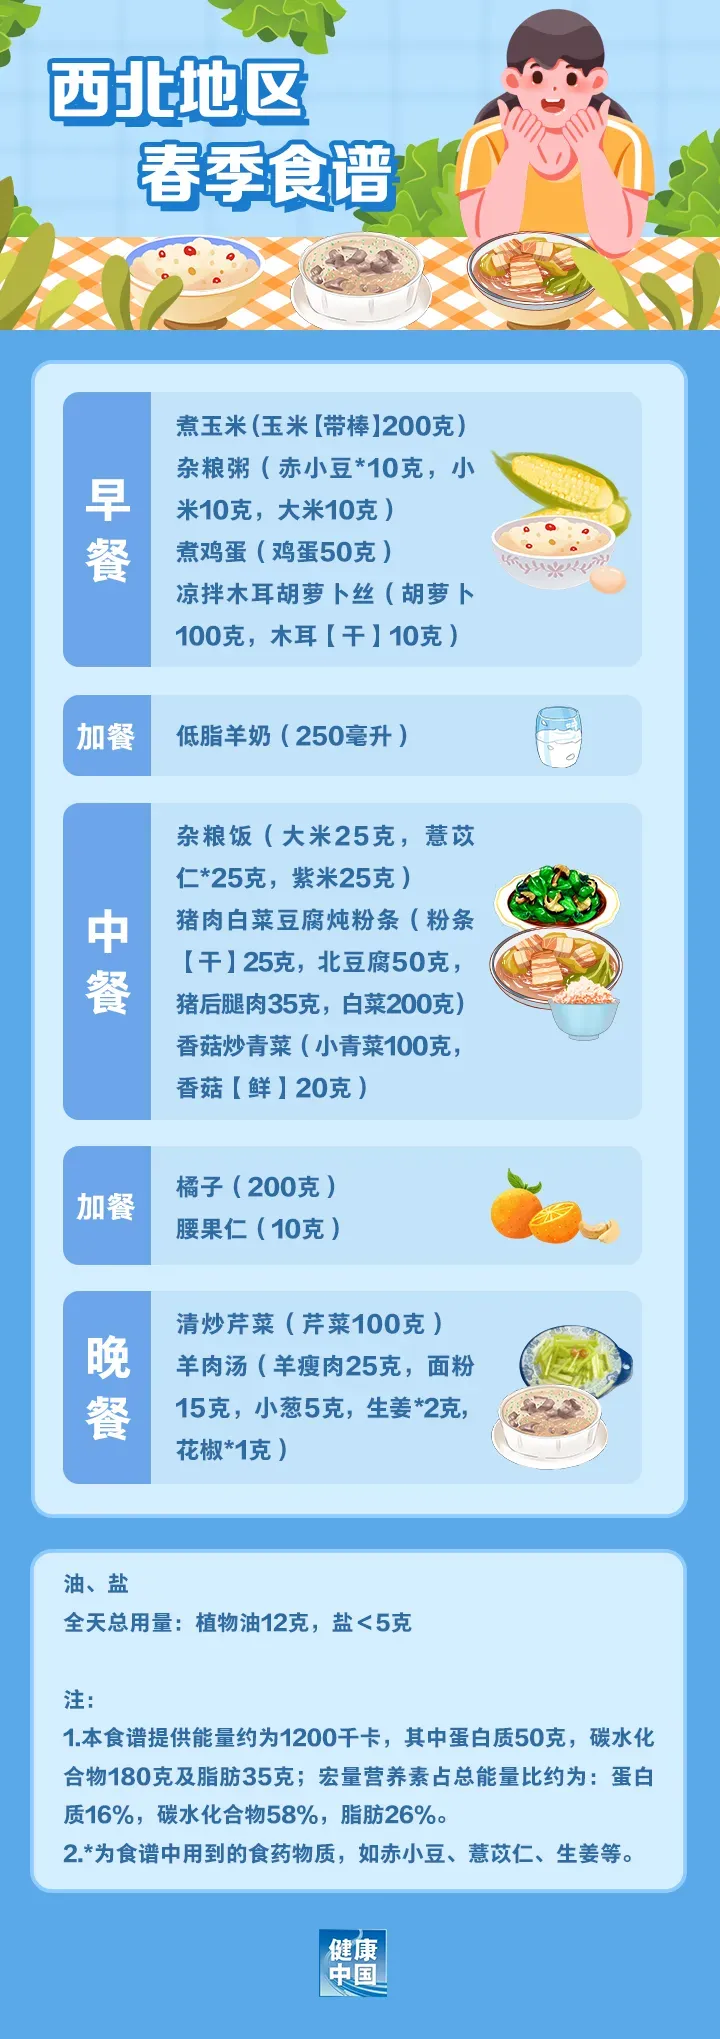 西北地区
春季食谱
早餐
煮玉米（玉米【带棒】200克）
杂粮粥（赤小豆*10克，小
米10克，大米10克）
煮鸡蛋（鸡蛋50克）
凉拌木耳胡萝卜丝（胡萝卜
100克，木耳【干】10克）
加餐
低脂羊奶（250毫升）
中餐
杂粮饭（大米25克，薏苡
仁*25克，紫米25克）
猪肉白菜豆腐炖粉条（粉条
【干】25克，北豆腐50克，
猪后腿肉35克，白菜200克）
香菇炒青菜（小青菜100克，
香菇【鲜】20克）
加餐
橘子（200克）
腰果仁（10克）
晚餐
清炒芹菜（芹菜100克）
羊肉汤（羊瘦肉25克，面粉
15克，小葱5克，生姜*2克，
花椒*1克）
油、盐
全天总用量：植物油12克，盐＜5克
注：
1.本食谱提供能量约为1200千卡，其中蛋白质50克，碳水化
合物180克及脂肪35克；宏量营养素占总能量比约为：蛋白
质16%，碳水化合物58%，脂肪26%。
2.*为食谱中用到的食药物质，如赤小豆、薏苡仁、生姜等。
健康
中国